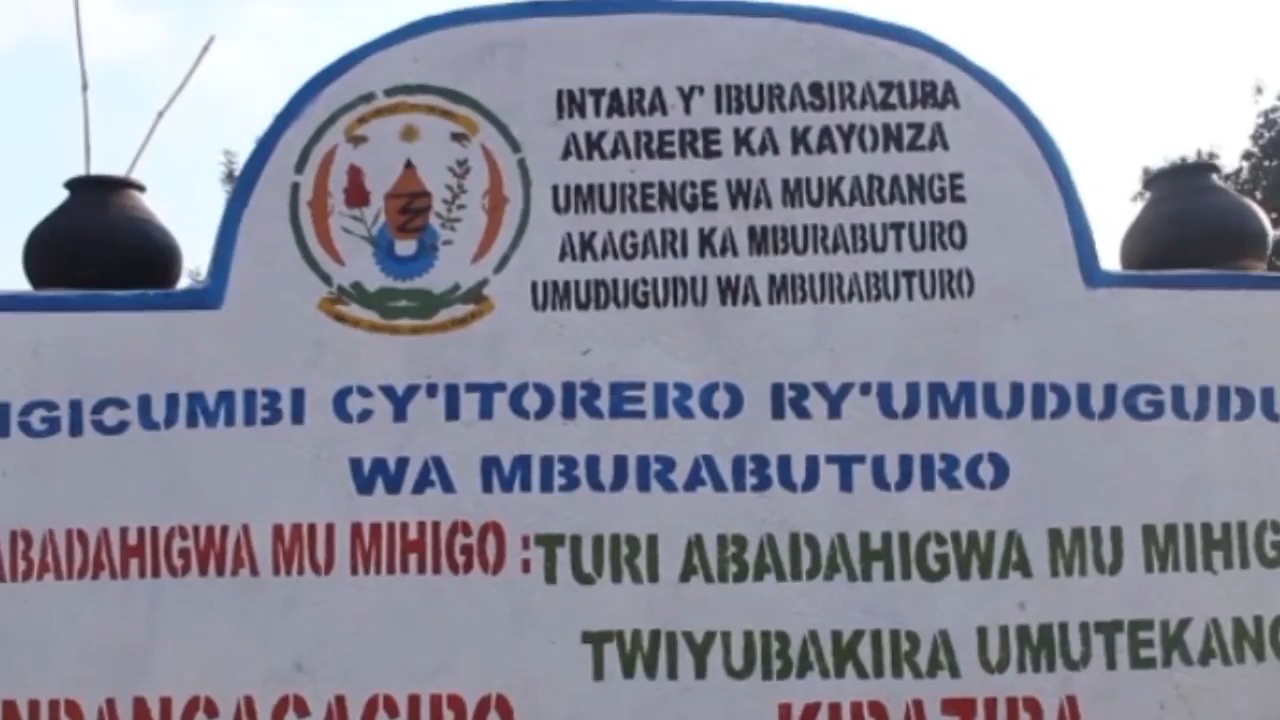 INTARA Y' IBURASIRAZUBA
AKARERE KA KAYONZA
UMURENGE WA MUKARANGE
AKAGARI KA MBURABUTURO
UMUDUGUDU WA MBURABUTURO
IGICUMBI CY'ITORERO RY'UMUDUGUDU
WA MBURABUTURO
ABADAHIGWA MU MIHIGO : TURI ABADAHIGWA MU MIHIG
TWIYUBAKIRA UMUTEKANO